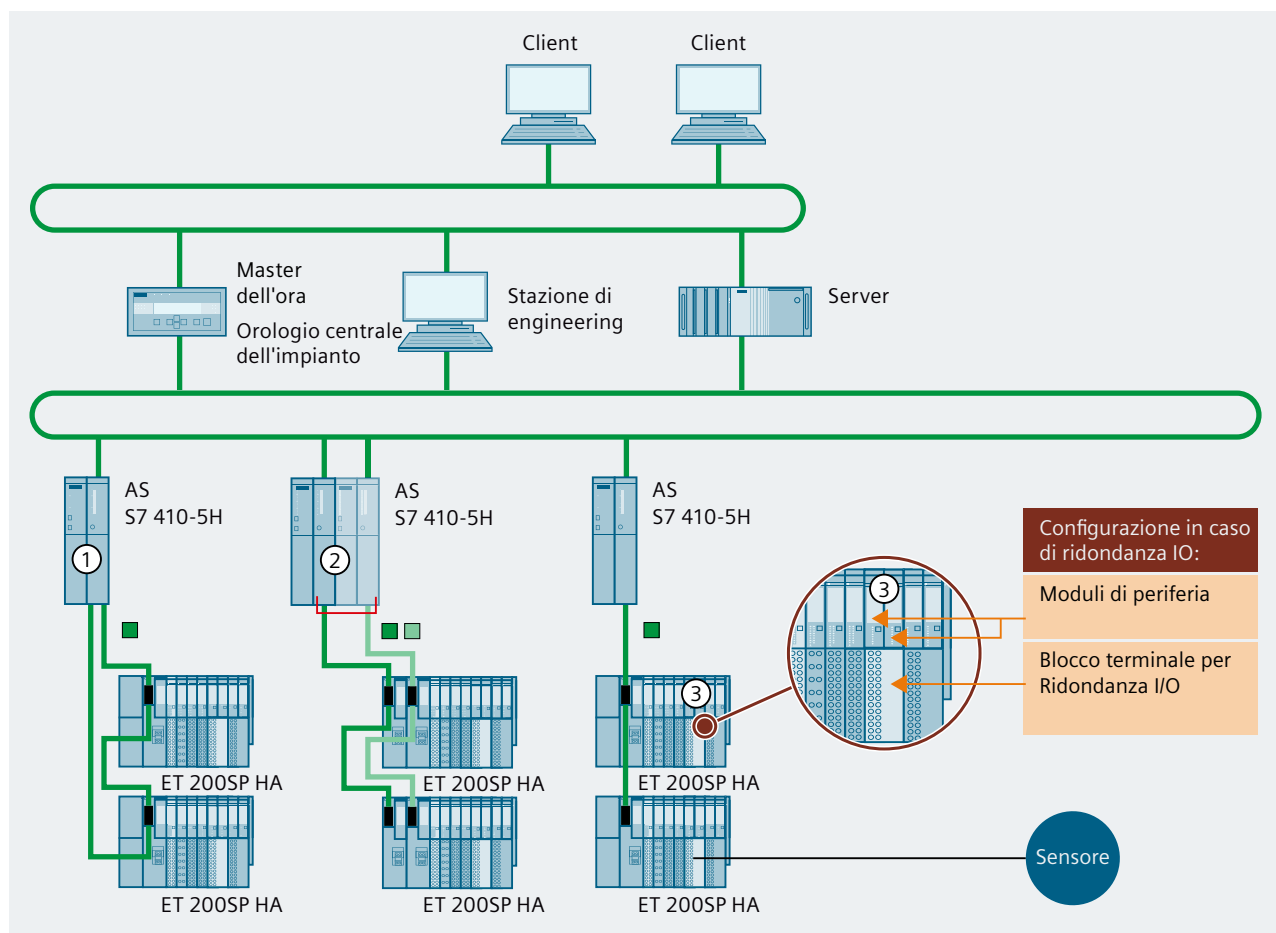 Client
Client
Master
dell'ora
Orologio centrale
dell'impianto
Stazione di
engineering
Server
AS
S7 410-5H
1
AS
S7 410-5H
2
AS
S7 410-5H
3
Configurazione in caso
di ridondanza IO:
Moduli di periferia
Blocco terminale per
Ridondanza I/O
3
ET 200SP HA
ET 200SP HA
ET 200SP HA
ET 200SP HA
ET 200SP HA
ET 200SP HA
Sensore